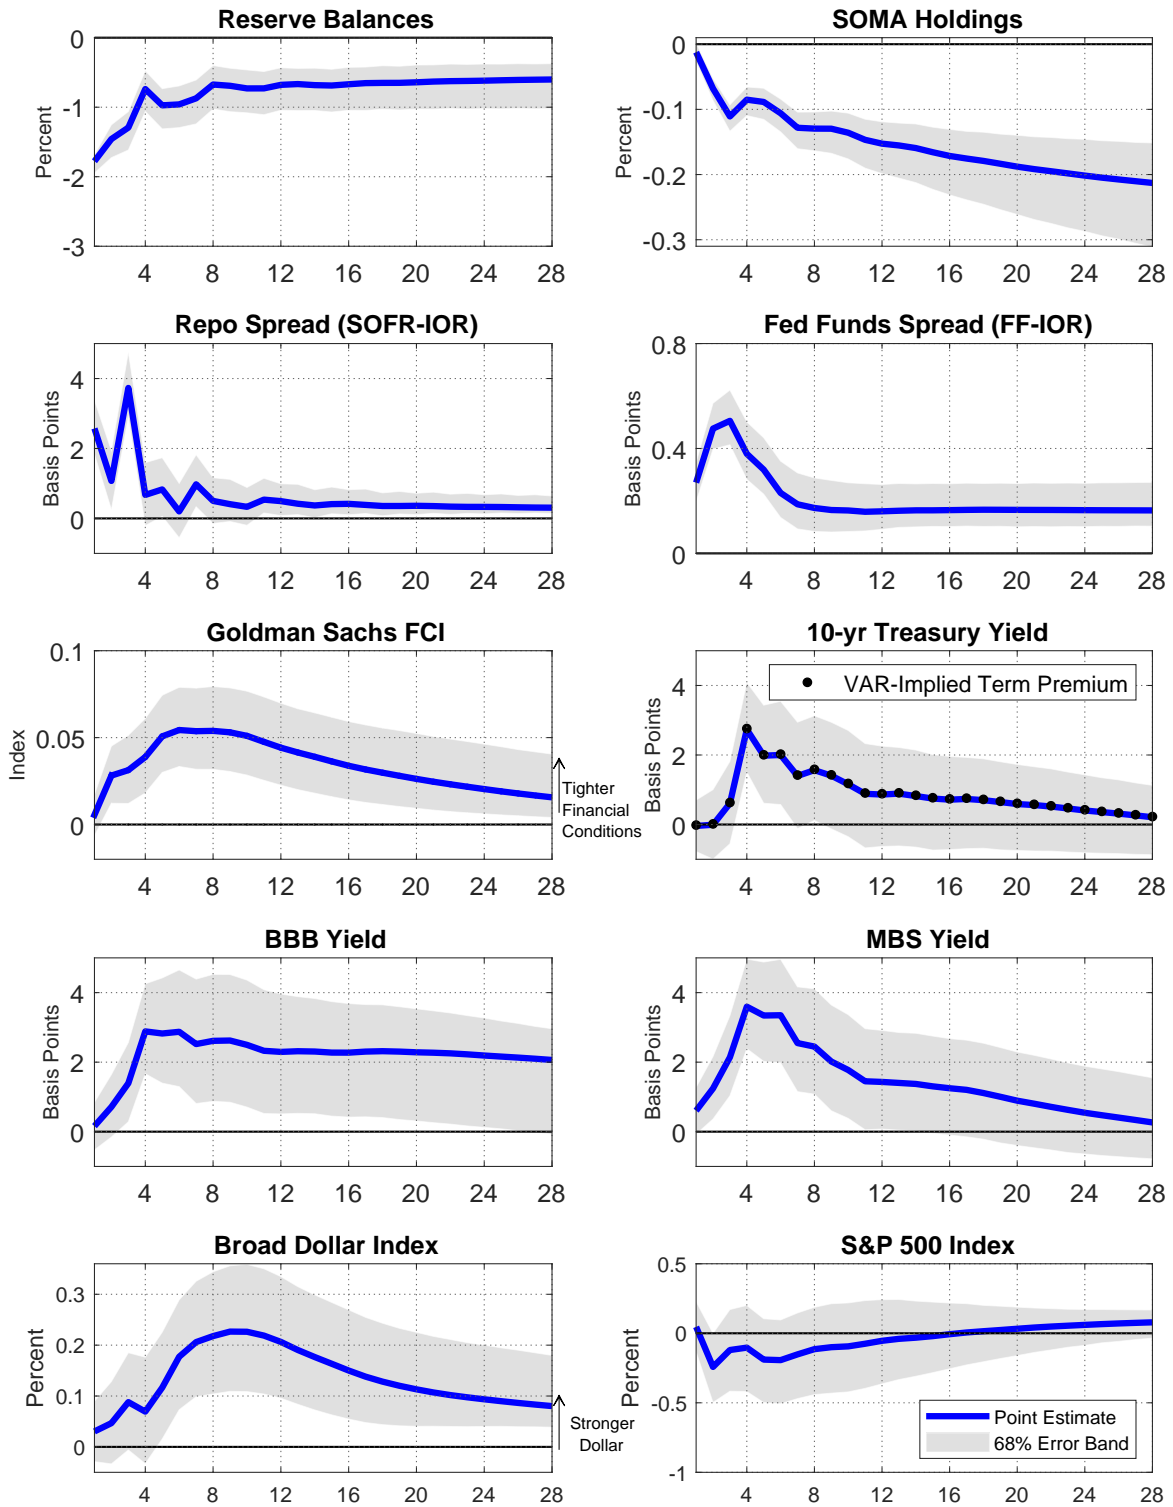 Reserve Balances
Percent
0
-1
-2
-3
4 8 12 16 20 24 28
SOMA Holdings
Percent
0
-0.1
-0.2
-0.3
4 8 12 16 20 24 28
Repo Spread (SOFR-IOR)
Basis Points
4
2
0
4 8 12 16 20 24 28
Fed Funds Spread (FF-IOR)
Basis Points
0.8
0.4
0
4 8 12 16 20 24 28
Goldman Sachs FCI
Index
0.1
0.05
0
Tighter
Financial
Conditions
4 8 12 16 20 24 28
10-yr Treasury Yield
VAR-Implied Term Premium
Basis Points
4
2
0
4 8 12 16 20 24 28
BBB Yield
Basis Points
4
2
0
4 8 12 16 20 24 28
MBS Yield
Basis Points
4
2
0
4 8 12 16 20 24 28
Broad Dollar Index
Percent
0.3
0.2
0.1
0
Stronger
Dollar
4 8 12 16 20 24 28
S&P 500 Index
Percent
0.5
0
-0.5
-1
Point Estimate
68% Error Band
4 8 12 16 20 24 28